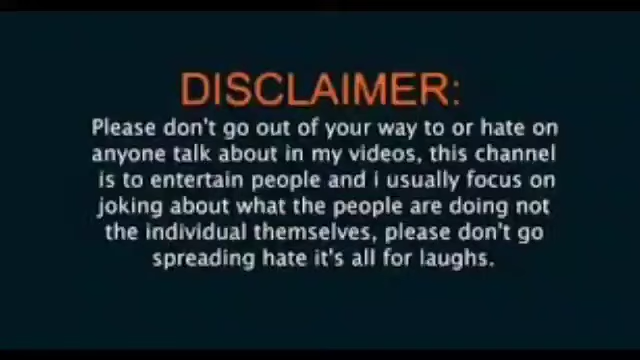 DISCLAIMER:
Please don't go out of your way to or hate on
anyone talk about in my videos, this channel
is to entertain people and i usually focus on
joking about what the people are doing not
the individual themselves, please don't go
spreading hate it's all for laughs.